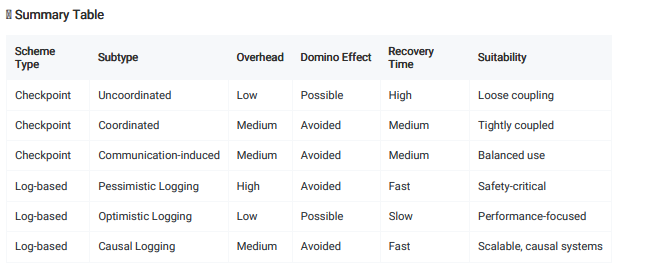 Summary Table
Scheme Type Subtype Overhead Domino Effect Recovery Time Suitability
Checkpoint Uncoordinated Low Possible High Loose coupling
Checkpoint Coordinated Medium Avoided Medium Tightly coupled
Checkpoint Communication-induced Medium Avoided Medium Balanced use
Log-based Pessimistic Logging High Avoided Fast Safety-critical
Log-based Optimistic Logging Low Possible Slow Performance-focused
Log-based Causal Logging Medium Avoided Fast Scalable, causal systems